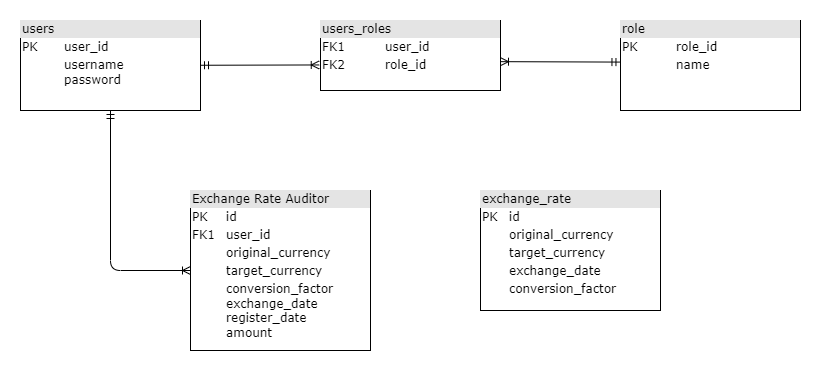 users
PK user_id
username
password
users_roles
FK1 user_id
FK2 role_id
role
PK role_id
name
Exchange Rate Auditor
PK id
FK1 user_id
original_currency
target_currency
conversion_factor
exchange_date
register_date
amount
exchange_rate
PK id
original_currency
target_currency
exchange_date
conversion_factor